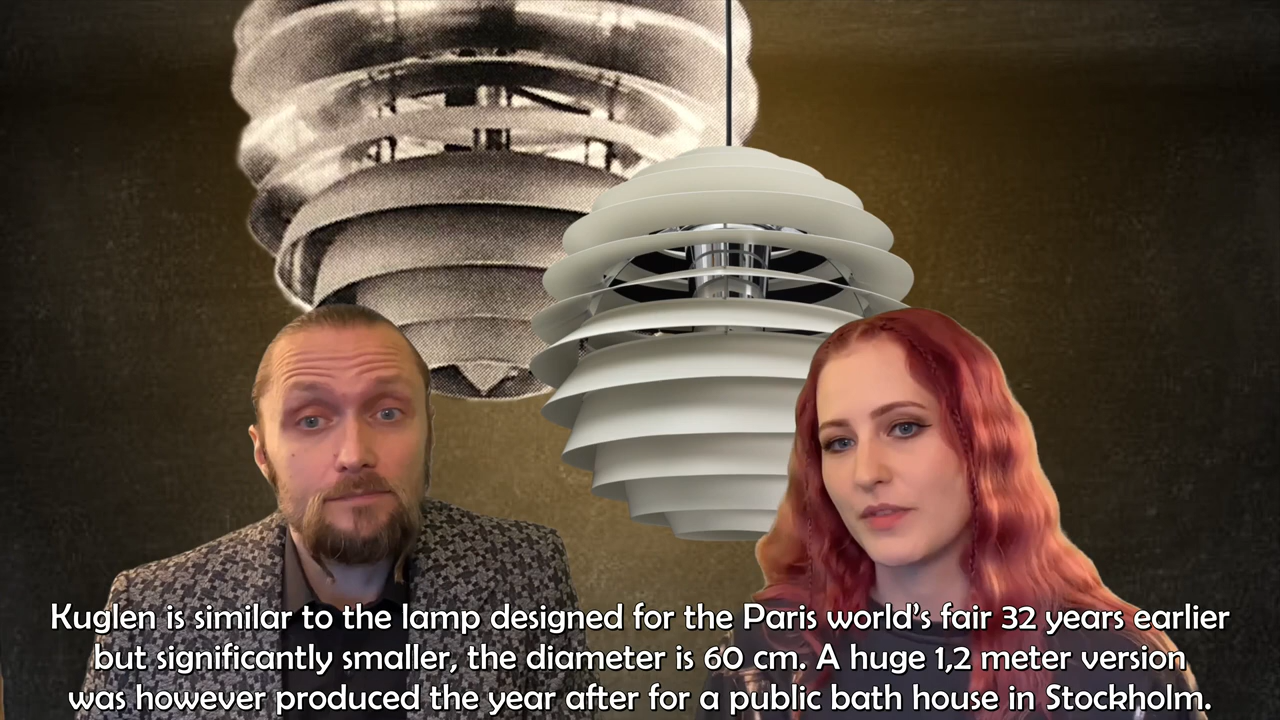 Kuglen is similar to the lamp designed for the Paris world's fair 32 years earlier
but significantly smaller, the diameter is 60 cm. A huge 1,2 meter version
was however produced the year after for a public bath house in Stockholm.